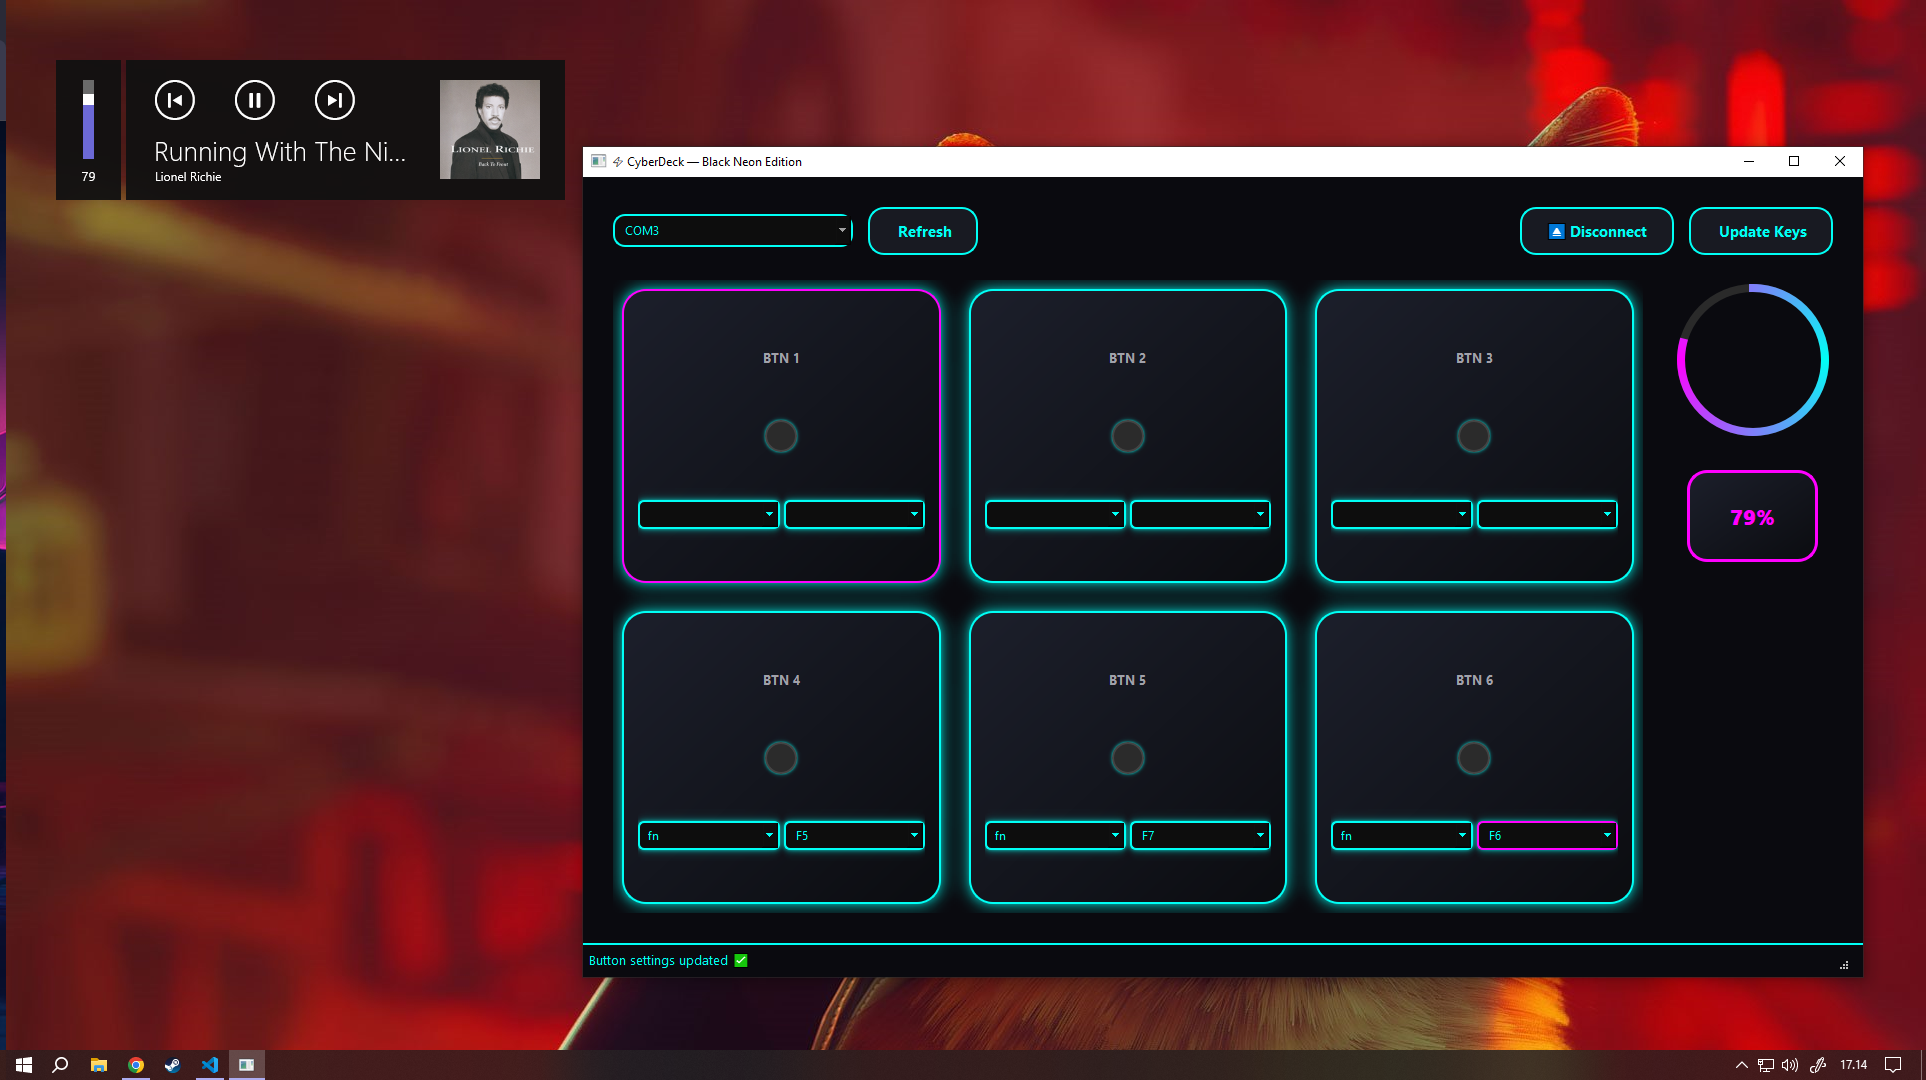 79
Running With The Ni...
Lionel Richie
LIONEL RICHIE
Back To Front
⚡ CyberDeck — Black Neon Edition
COM3
Refresh
Disconnect
Update Keys
BTN 1
BTN 2
BTN 3
79%
BTN 4
BTN 5
BTN 6
fn
F5
fn
F7
fn
F6
Button settings updated ✅
17.14